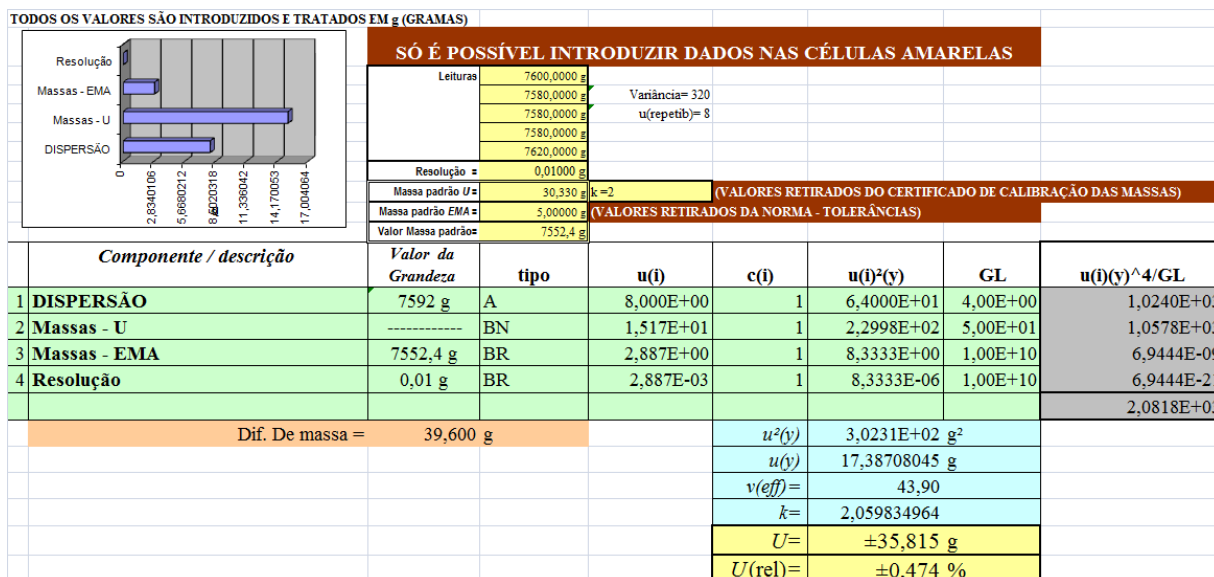 TODOS OS VALORES SÃO INTRODUZIDOS E TRATADOS EM g (GRAMAS)
Resolução
Massas - EMA
Massas - U
DISPERSÃO
0
2,8340106
5,6680212
11,336042
14,170053
17,004064
SÓ É POSSÍVEL INTRODUZIR DADOS NAS CÉLULAS AMARELAS
Leituras 7600,0000 g
7580,0000 g Variância= 320
7580,0000 g u(repetib)= 8
7580,0000 g
7620,0000 g
Resolução = 0,01000 g
Massa padrão U = 30,330 g k =2 (VALORES RETIRADOS DO CERTIFICADO DE CALIBRAÇÃO DAS MASSAS)
Massa padrão EMA = 5,00000 g (VALORES RETIRADOS DA NORMA - TOLERÂNCIAS)
Valor Massa padrão= 7552,4 g
Componente / descrição Valor da Grandeza tipo u(i) c(i) u(i)²(y) GL u(i)(y)^4/GL
1 DISPERSÃO 7592 g A 8,000E+00 1 6,4000E+01 4,00E+00 1,0240E+0
2 Massas - U ------------ BN 1,517E+01 1 2,2998E+02 5,00E+01 1,0578E+0
3 Massas - EMA 7552,4 g BR 2,887E+00 1 8,3333E+00 1,00E+10 6,9444E-0
4 Resolução 0,01 g BR 2,887E-03 1 8,3333E-06 1,00E+10 6,9444E-2
2,0818E+0
Dif. De massa = 39,600 g
u²(y) 3,0231E+02 g²
u(y) 17,38708045 g
v(eff)= 43,90
k= 2,059834964
U= ±35,815 g
U(rel)= ±0,474 %